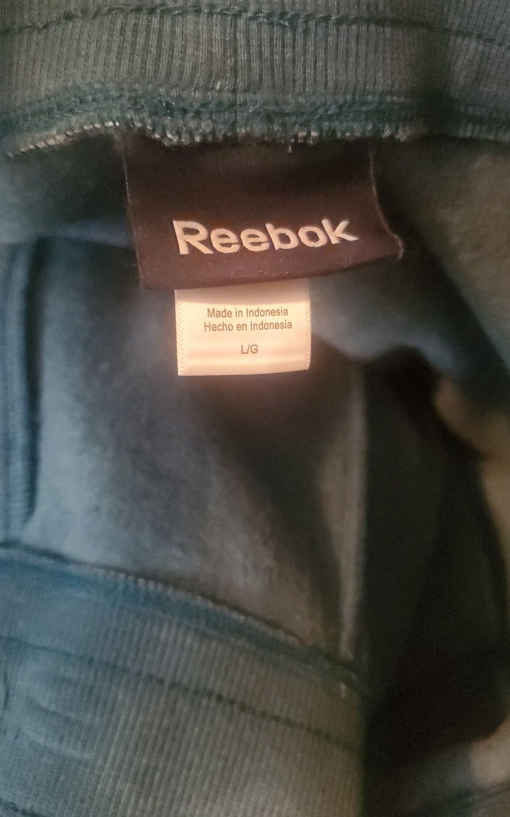 Reebok
Made in Indonesia
Hecho en Indonesia
L/G